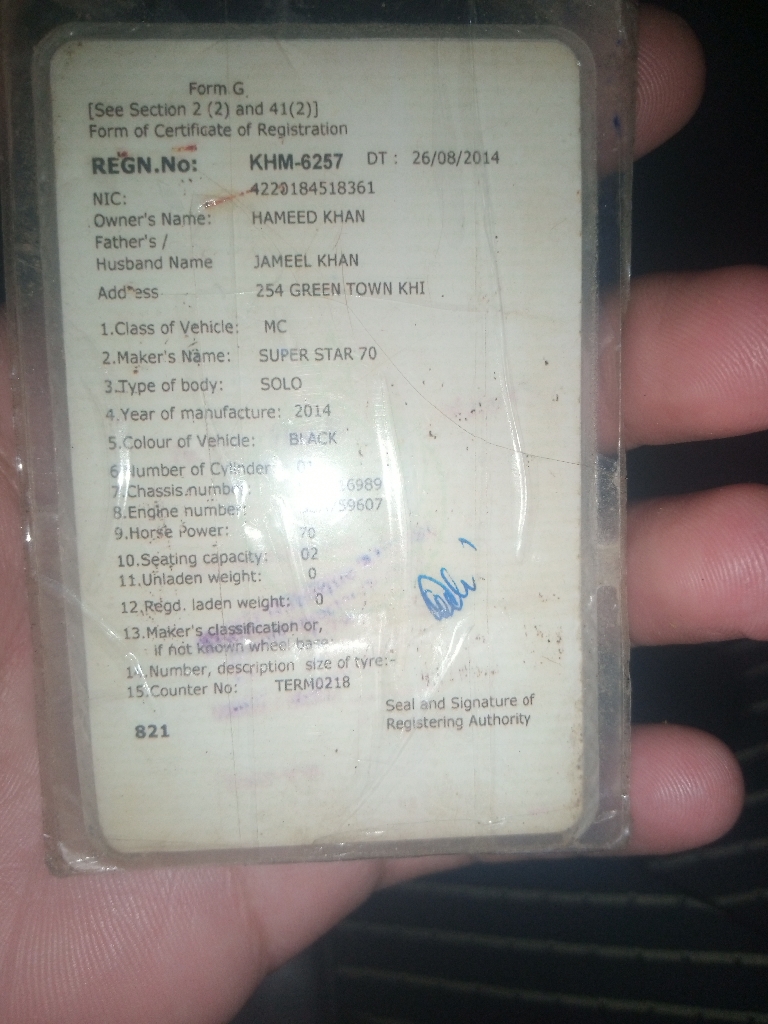 Form G
[See Section 2 (2) and 41(2)]
Form of Certificate of Registration
REGN.No: KHM-6257 DT : 26/08/2014
NIC: 4220184518361
Owner's Name: HAMEED KHAN
Father's /
Husband Name JAMEEL KHAN
Address 254 GREEN TOWN KHI
1.Class of Vehicle: MC
2.Maker's Name: SUPER STAR 70
3.Type of body: SOLO
4.Year of manufacture: 2014
5.Colour of Vehicle: BLACK
6.Number of Cylinder 01
7.Chassis.number 6989
8.Engine number: 59607
9.Horse Power: 70
10.Seating capacity: 02
11.Unladen weight: 0
12.Regd. laden weight: 0
13.Maker's classification or,
if not known wheel base:
14.Number, description size of tyre:-
15.Counter No: TERM0218
Seal and Signature of
Registering Authority
821